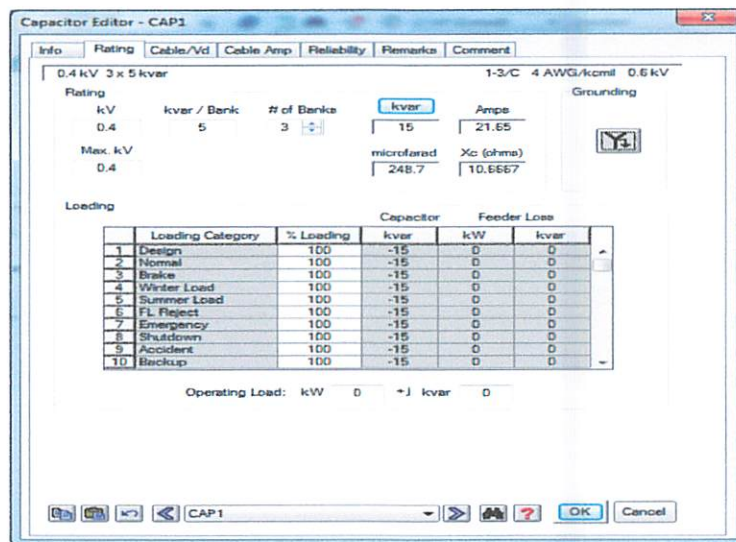 Capacitor Editor - CAP1
Info Rating Cable/Vd Cable Amp Reliability Remarks Comment
0.4 kV 3 x 5 kvar 1-3/C 4 AWG/kcmil 0.6 kV
Rating Grounding
kV kvar / Bank # of Banks kvar Amps
0.4 5 3 15 21.65
Max. kV microfarad Xc (ohms)
0.4 248.7 10.6667
Loading
Capacitor Feeder Loss
Loading Category % Loading kvar kW kvar
1 Design 100 -15 0 0
2 Normal 100 -15 0 0
3 Brake 100 -15 0 0
4 Winter Load 100 -15 0 0
5 Summer Load 100 -15 0 0
6 FL Reject 100 -15 0 0
7 Emergency 100 -15 0 0
8 Shutdown 100 -15 0 0
9 Accident 100 -15 0 0
10 Backup 100 -15 0 0
Operating Load: kW 0 +j kvar 0
CAP1 ? OK Cancel